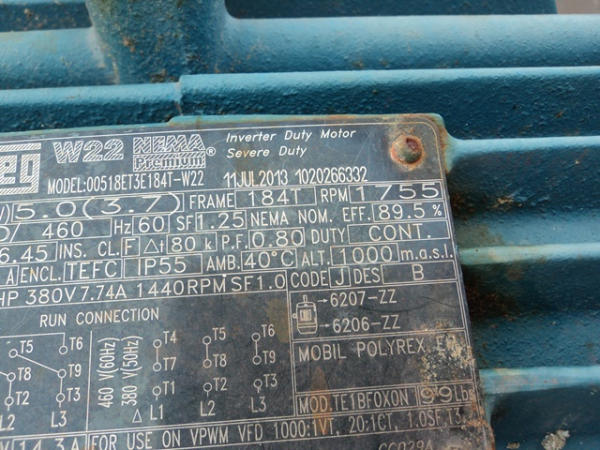 eg W22 NEMA Premium® Inverter Duty Motor
Severe Duty
MODEL:00518ET3E184T-W22 11JUL2013 1020266332
5.0(3.7) FRAME 184T RPM 1755
460 Hz 60 SF 1.25 NEMA NOM. EFF. 89.5%
6.45 INS. CL. F Δt 80 k P.F. 0.80 DUTY CONT.
A ENCL. TEFC IP55 AMB. 40°C ALT. 1000 m.a.s.l.
HP 380V 7.74A 1440RPM SF1.0 CODE J DES B
RUN CONNECTION
6207-ZZ
6206-ZZ
MOBIL POLYREX
460 V(60Hz)
380 V(50Hz)
Δ
T5 T6 T4 T5 T6
T9 T7 T8 T9
T8
T2 T3 T1 T2 T3
L2 L3 L1 L2 L3
MOD.TE1BF0X0N 99Lbs
14.3A FOR USE ON VPWM VFD 1000:1VT, 20:1CT, 1.0SF,T3